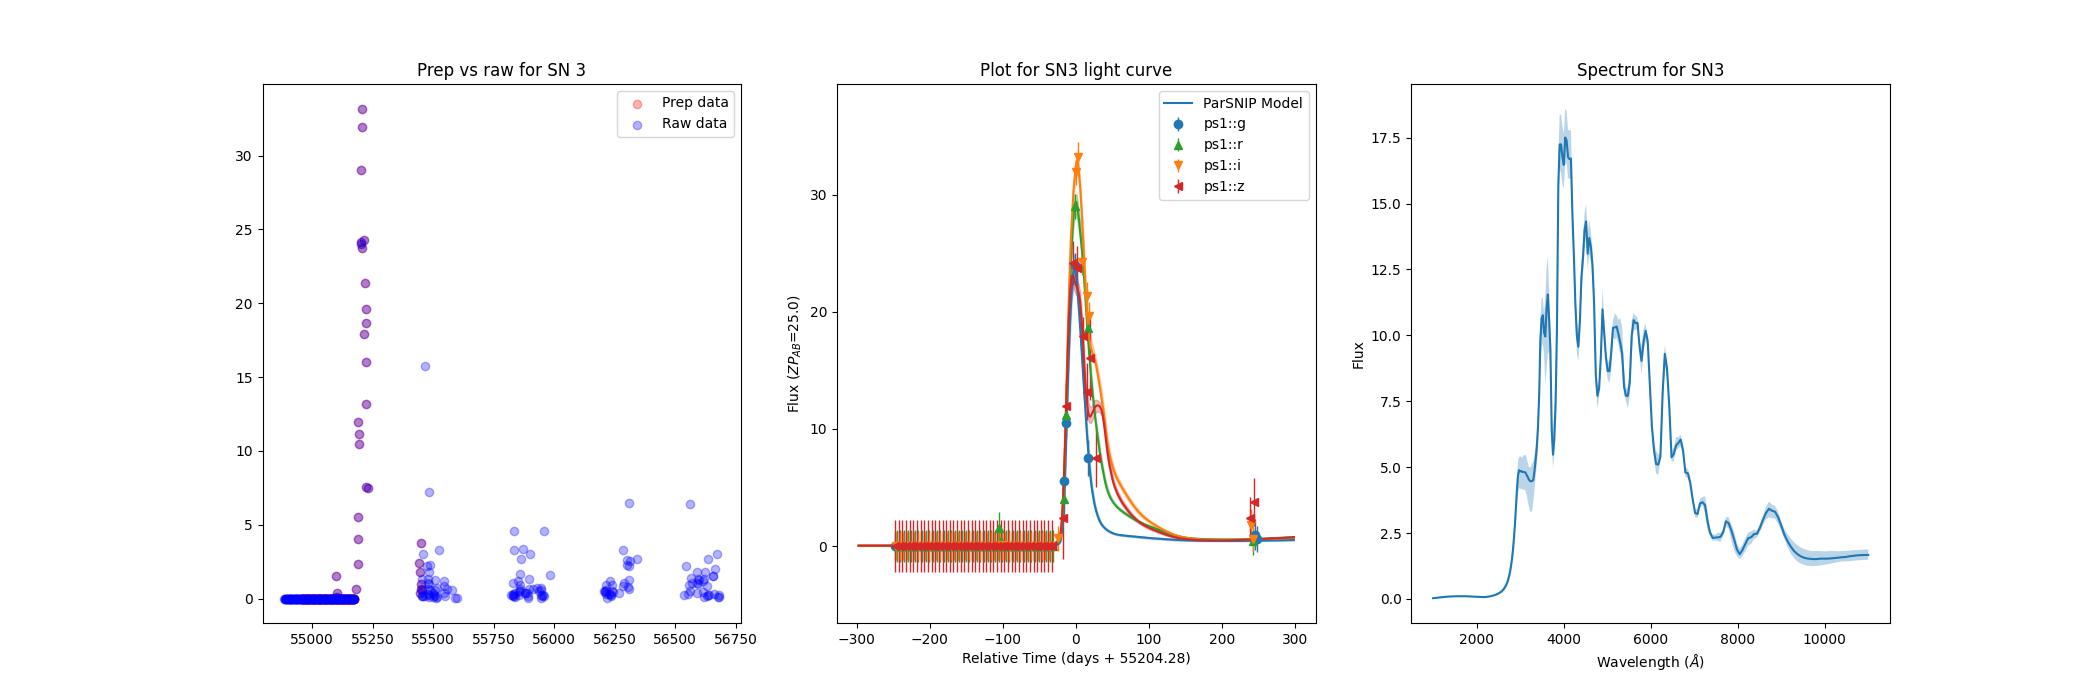 Prep vs raw for SN 3
Prep data
Raw data
30
25
20
15
10
5
0
55000 55250 55500 55750 56000 56250 56500 56750
Plot for SN3 light curve
ParSNIP Model
ps1::g
ps1::r
ps1::i
ps1::z
Flux (ZP_AB=25.0)
30
20
10
0
−300 −200 −100 0 100 200 300
Relative Time (days + 55204.28)
Spectrum for SN3
Flux
17.5
15.0
12.5
10.0
7.5
5.0
2.5
0.0
2000 4000 6000 8000 10000
Wavelength (Å)